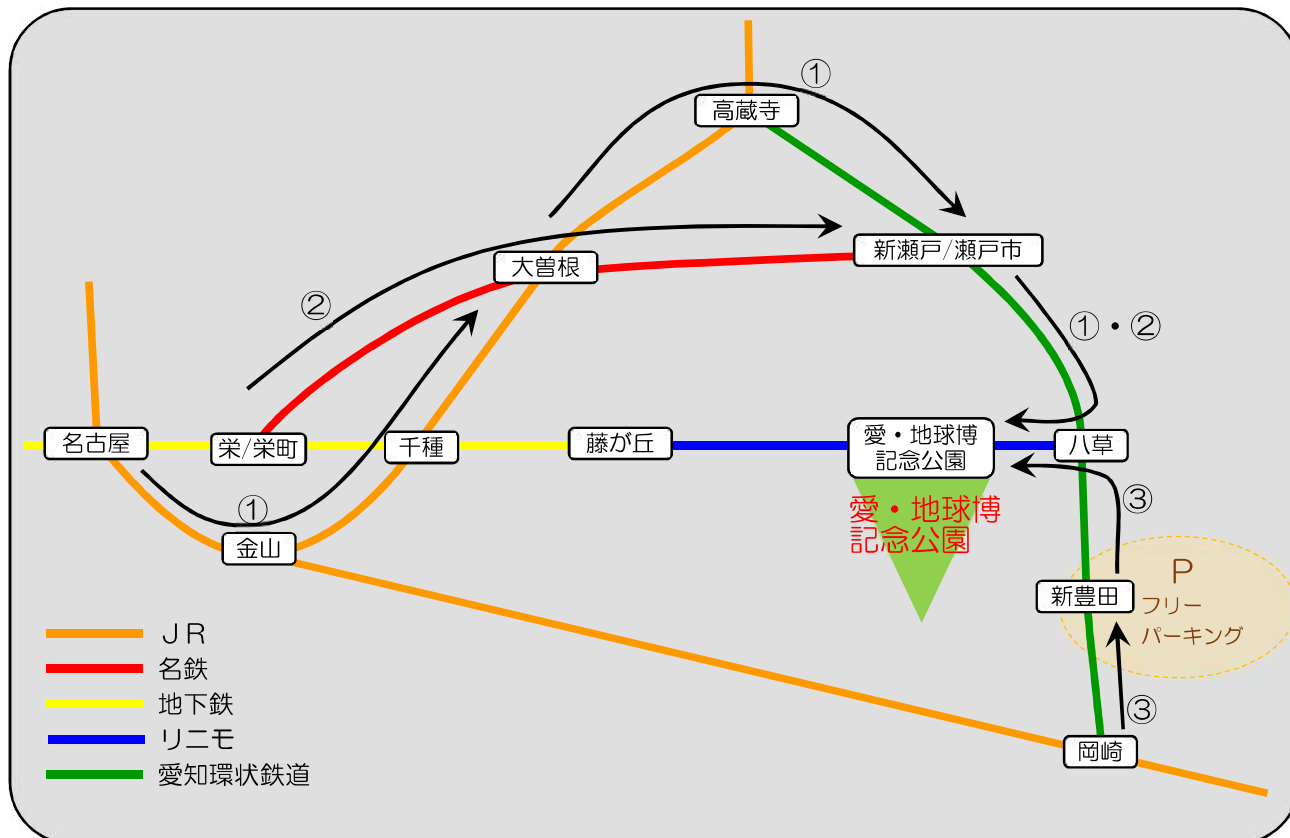 ①
高蔵寺
新瀬戸/瀬戸市
大曽根
②
①・②
名古屋
栄/栄町
千種
藤が丘
愛・地球博
記念公園
八草
①
金山
愛・地球博
記念公園
③
新豊田
P
フリー
パーキング
③
岡崎
JR
名鉄
地下鉄
リニモ
愛知環状鉄道